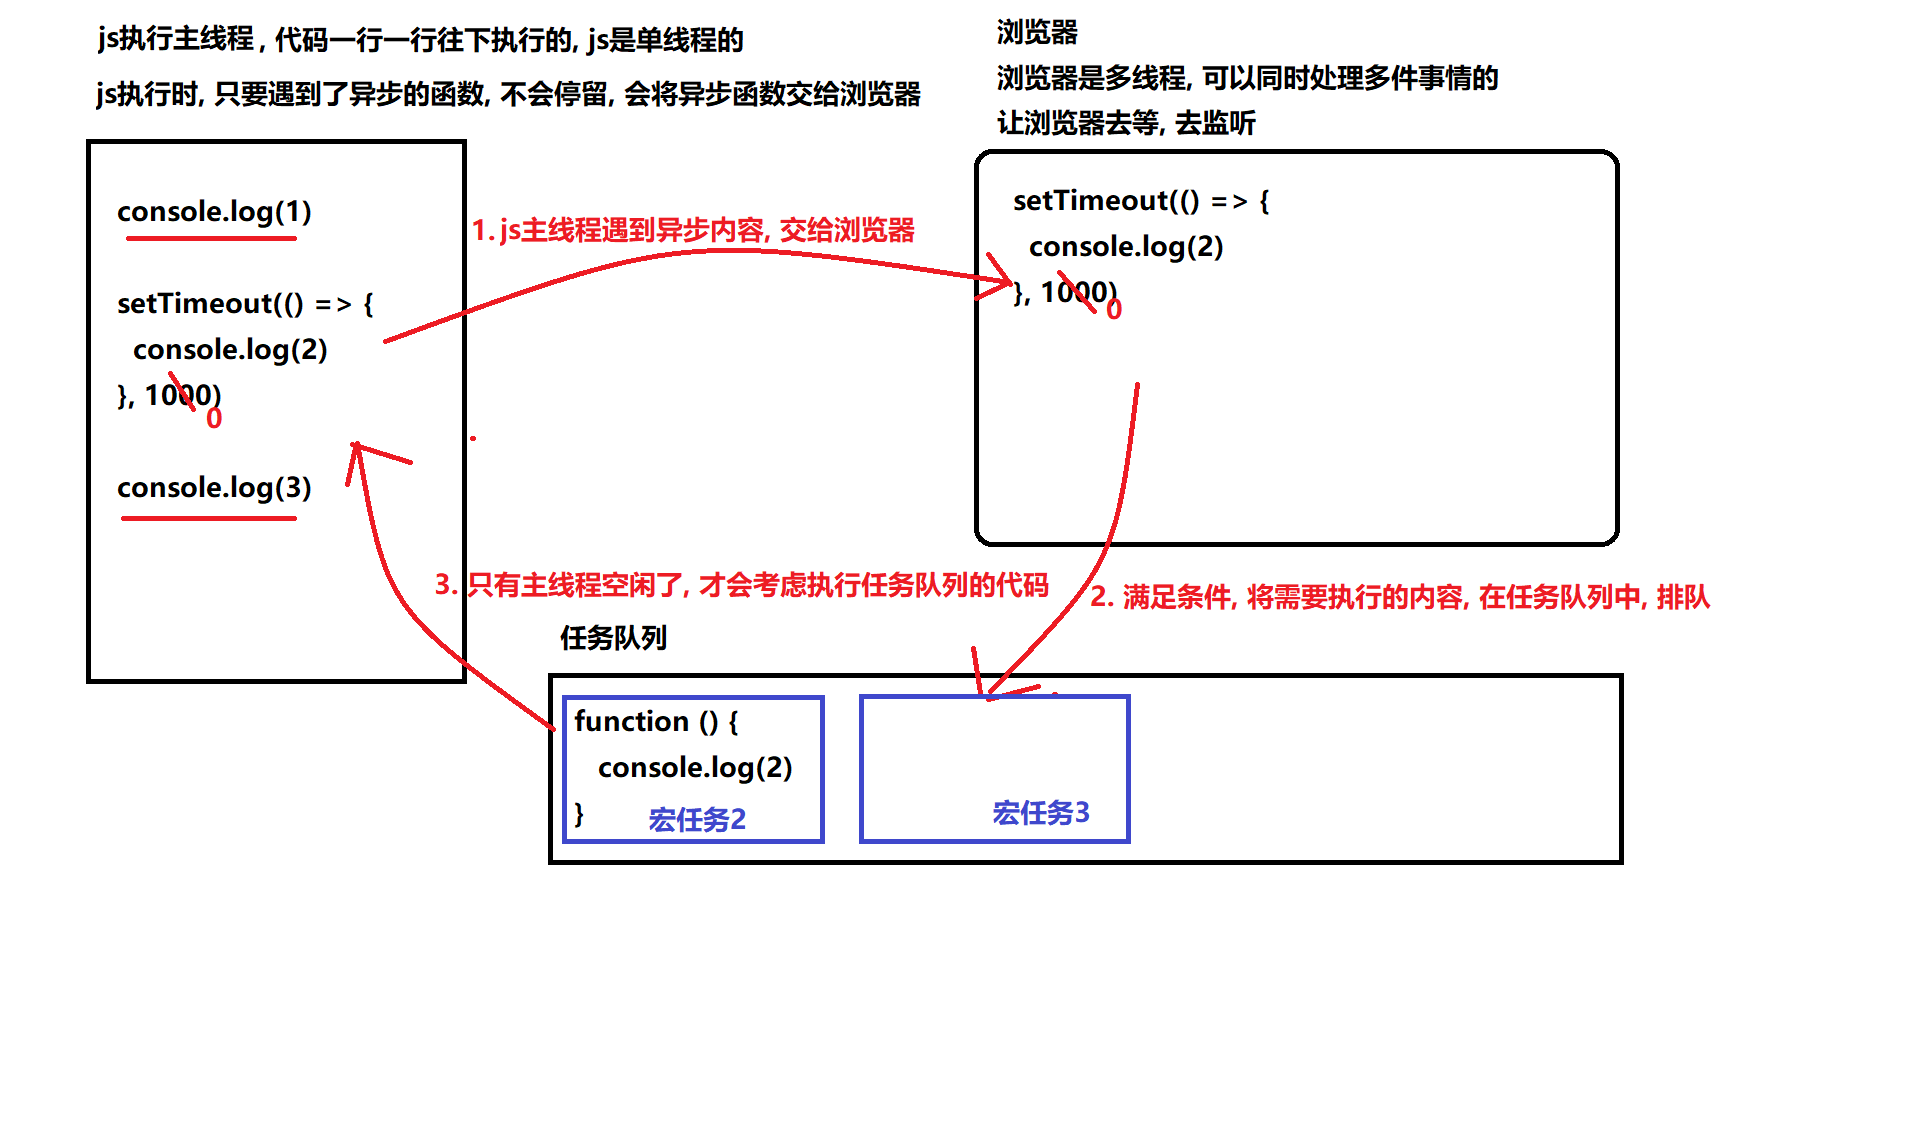 js执行主线程 , 代码一行一行往下执行的, js是单线程的
js执行时, 只要遇到了异步的函数, 不会停留, 会将异步函数交给浏览器
console.log(1)
setTimeout(() => {
console.log(2)
}, 1000)
0
console.log(3)
1. js主线程遇到异步内容, 交给浏览器
浏览器
浏览器是多线程, 可以同时处理多件事情的
让浏览器去等, 去监听
setTimeout(() => {
console.log(2)
}, 1000)
0
2. 满足条件, 将需要执行的内容, 在任务队列中, 排队
3. 只有主线程空闲了, 才会考虑执行任务队列的代码
任务队列
function () {
console.log(2)
}
宏任务2
宏任务3